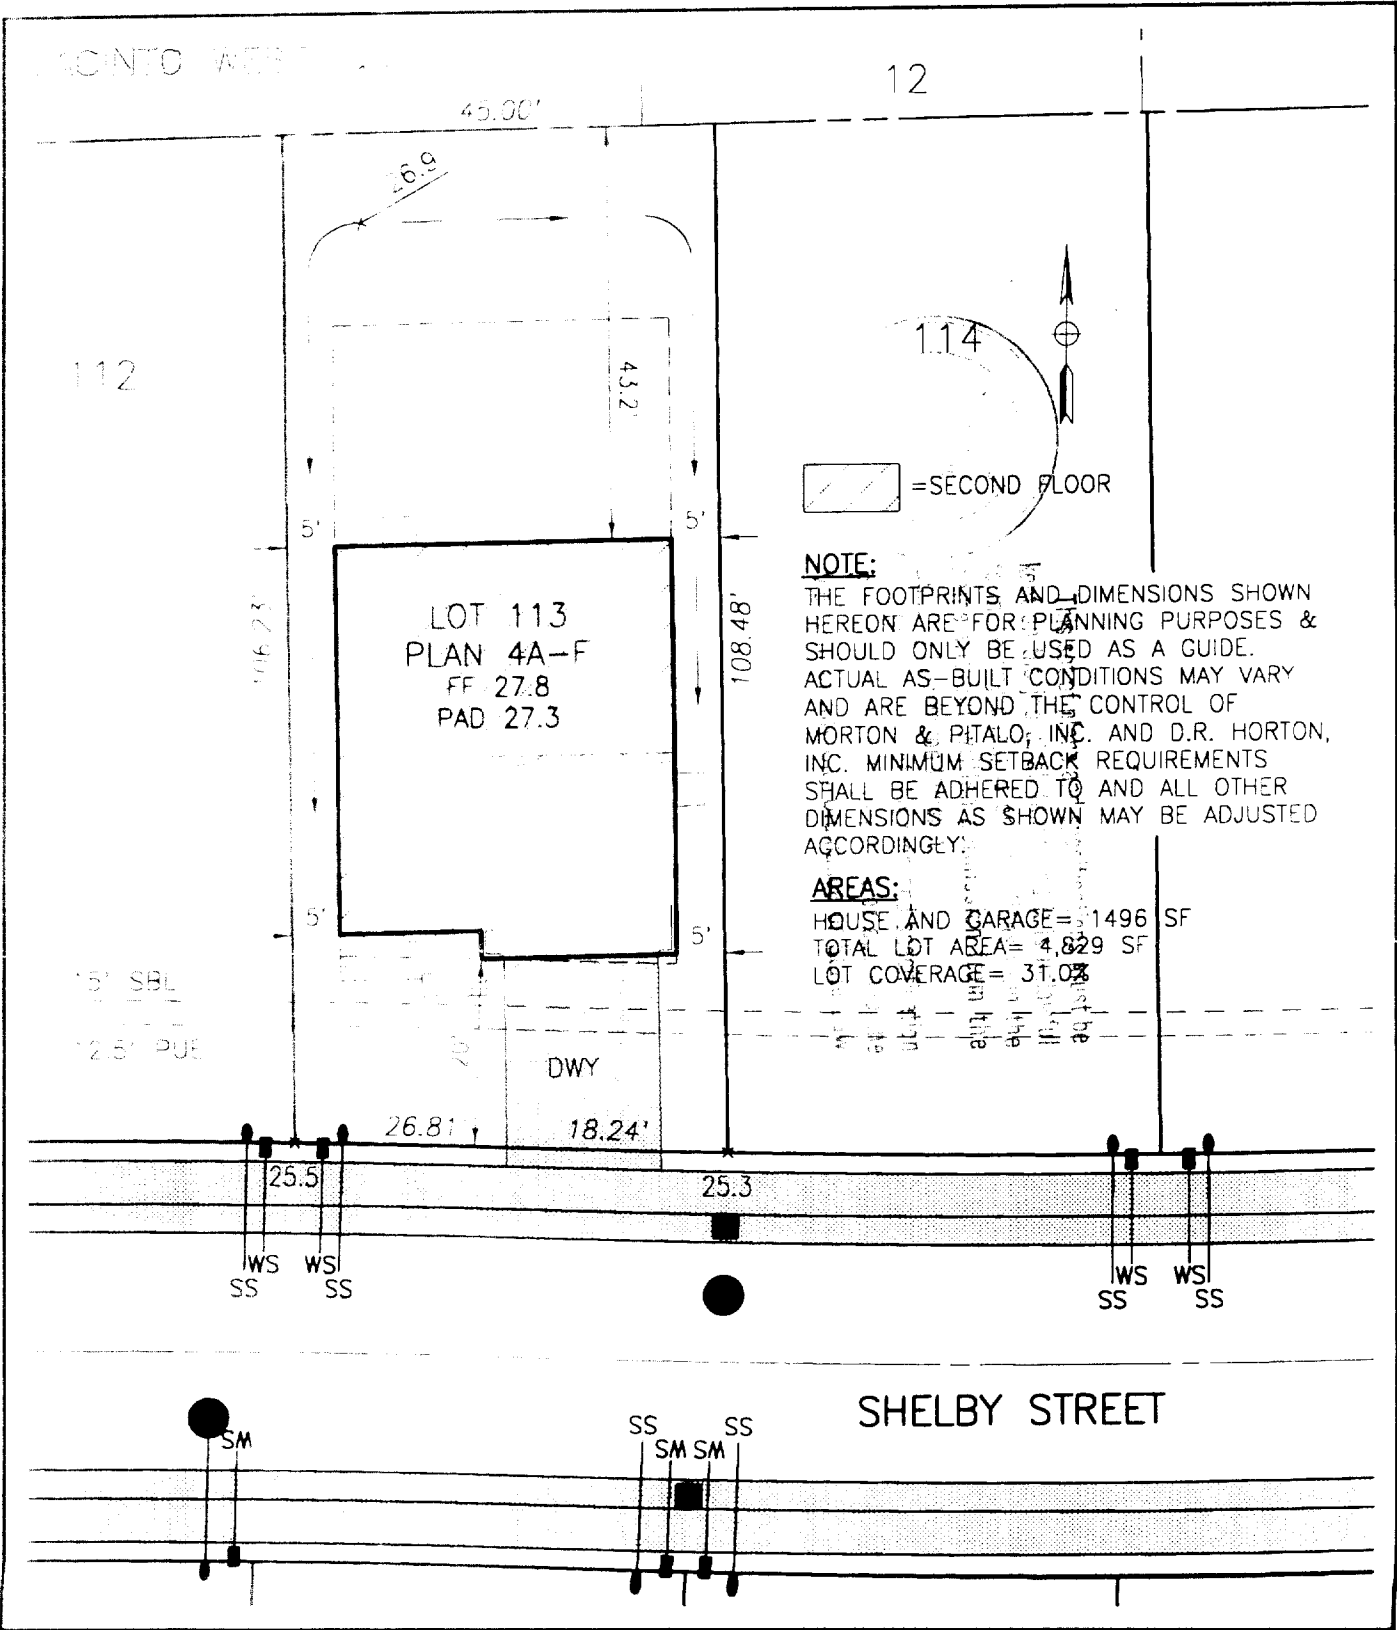 12
45.00'
26.9
112
114
43.2'
=SECOND FLOOR
5'
5'
NOTE:
THE FOOTPRINTS AND DIMENSIONS SHOWN
HEREON ARE FOR PLANNING PURPOSES &
SHOULD ONLY BE USED AS A GUIDE.
ACTUAL AS-BUILT CONDITIONS MAY VARY
AND ARE BEYOND THE CONTROL OF
MORTON & PITALO, INC. AND D.R. HORTON,
INC. MINIMUM SETBACK REQUIREMENTS
SHALL BE ADHERED TO AND ALL OTHER
DIMENSIONS AS SHOWN MAY BE ADJUSTED
ACCORDINGLY.
LOT 113
PLAN 4A-F
FF 27.8
PAD 27.3
108.48'
AREAS:
HOUSE AND GARAGE= 1496 SF
TOTAL LOT AREA= 4,829 SF
LOT COVERAGE= 31.0%
5'
5'
SBL
PUE
DWY
26.81
18.24'
25.5
25.3
WS
WS
SS
SS
WS
WS
SS
SS
SHELBY STREET
SM
SS
SS
SM
SM